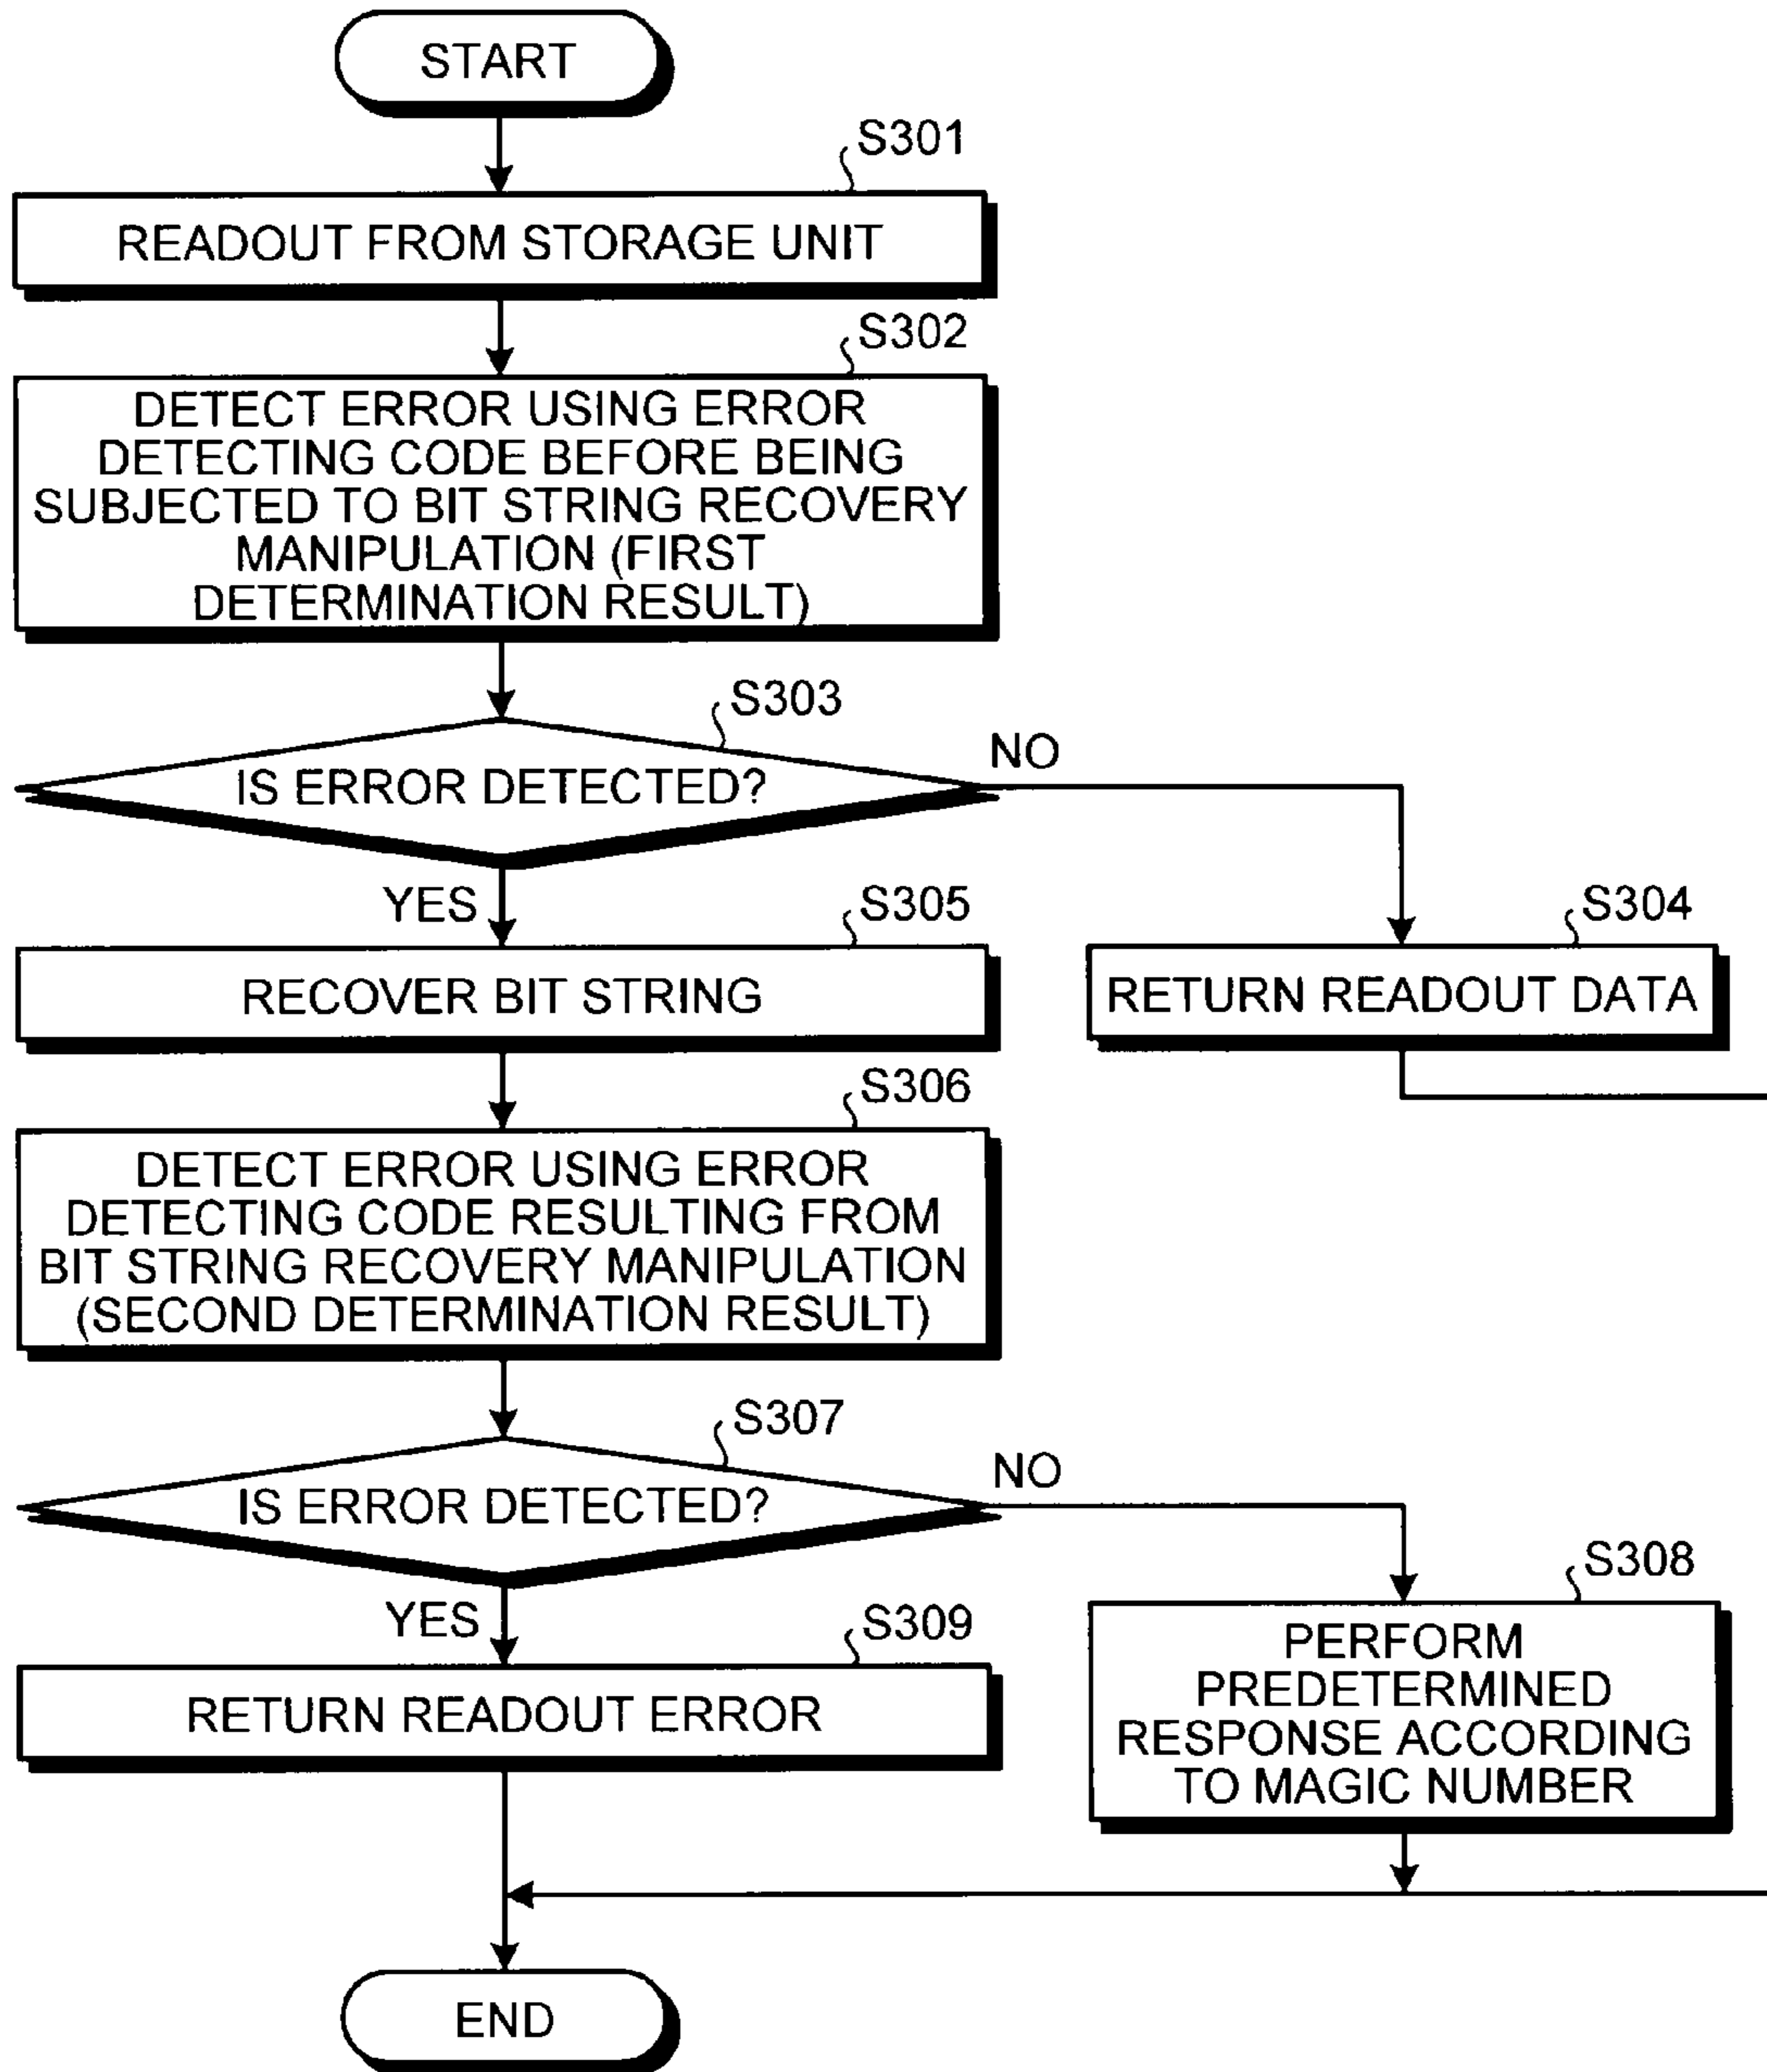 START
S301
READOUT FROM STORAGE UNIT
S302
DETECT ERROR USING ERROR
DETECTING CODE BEFORE BEING
SUBJECTED TO BIT STRING RECOVERY
MANIPULATION (FIRST
DETERMINATION RESULT)
S303
IS ERROR DETECTED?
NO
YES
S304
RETURN READOUT DATA
S305
RECOVER BIT STRING
S306
DETECT ERROR USING ERROR
DETECTING CODE RESULTING FROM
BIT STRING RECOVERY MANIPULATION
(SECOND DETERMINATION RESULT)
S307
IS ERROR DETECTED?
NO
YES
S308
PERFORM
PREDETERMINED
RESPONSE ACCORDING
TO MAGIC NUMBER
S309
RETURN READOUT ERROR
END